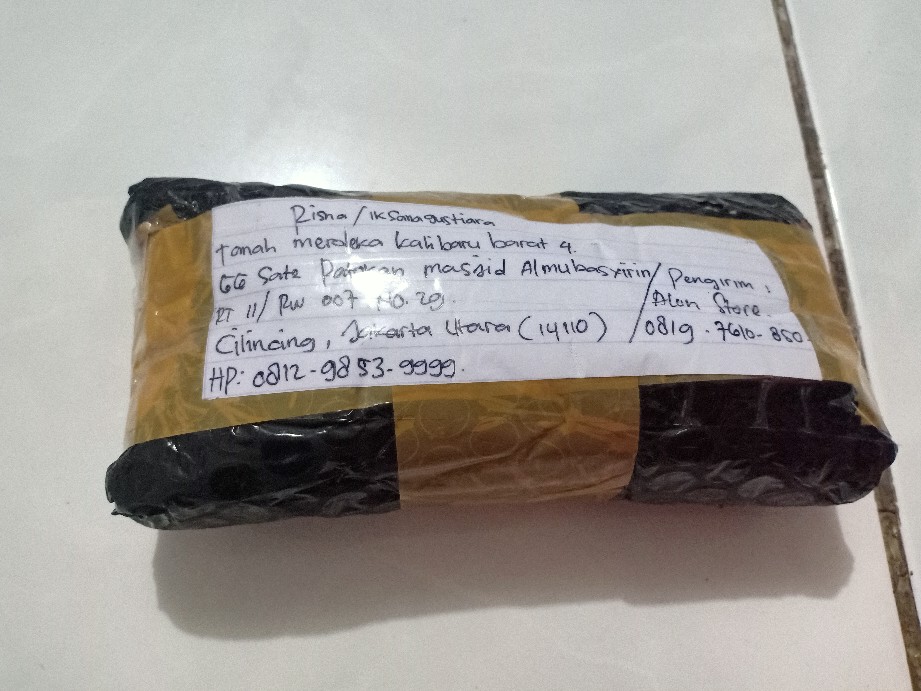 Risna / Iksanagustiara
tanah merdeka kalibaru barat 4.
GG Sate Patokan massid Almubasyirin/
RT 11/ RW 007 NO. 29.
Cilincing, Jakarta Utara (14110)
HP: 0812-9853-9999.
Pengirim :
Alon Store.
/0819-7610-850